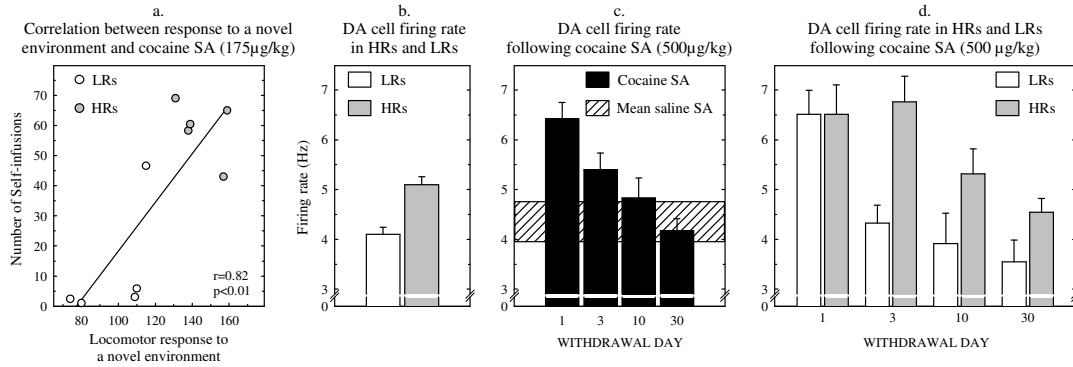 a.
Correlation between response to a novel
environment and cocaine SA (175µg/kg)
LRs
HRs
70
60
50
40
30
20
10
0
Number of Self-infusions
r=0.82
p<0.01
80 100 120 140 160
Locomotor response to
a novel environment
b.
DA cell firing rate
in HRs and LRs
LRs
HRs
7
6
5
4
3
0
Firing rate (Hz)
c.
DA cell firing rate
following cocaine SA (500µg/kg)
Cocaine SA
Mean saline SA
7
6
5
4
3
0
1 3 10 30
WITHDRAWAL DAY
d.
DA cell firing rate in HRs and LRs
following cocaine SA (500 µg/kg)
LRs
HRs
7
6
5
4
3
0
1 3 10 30
WITHDRAWAL DAY